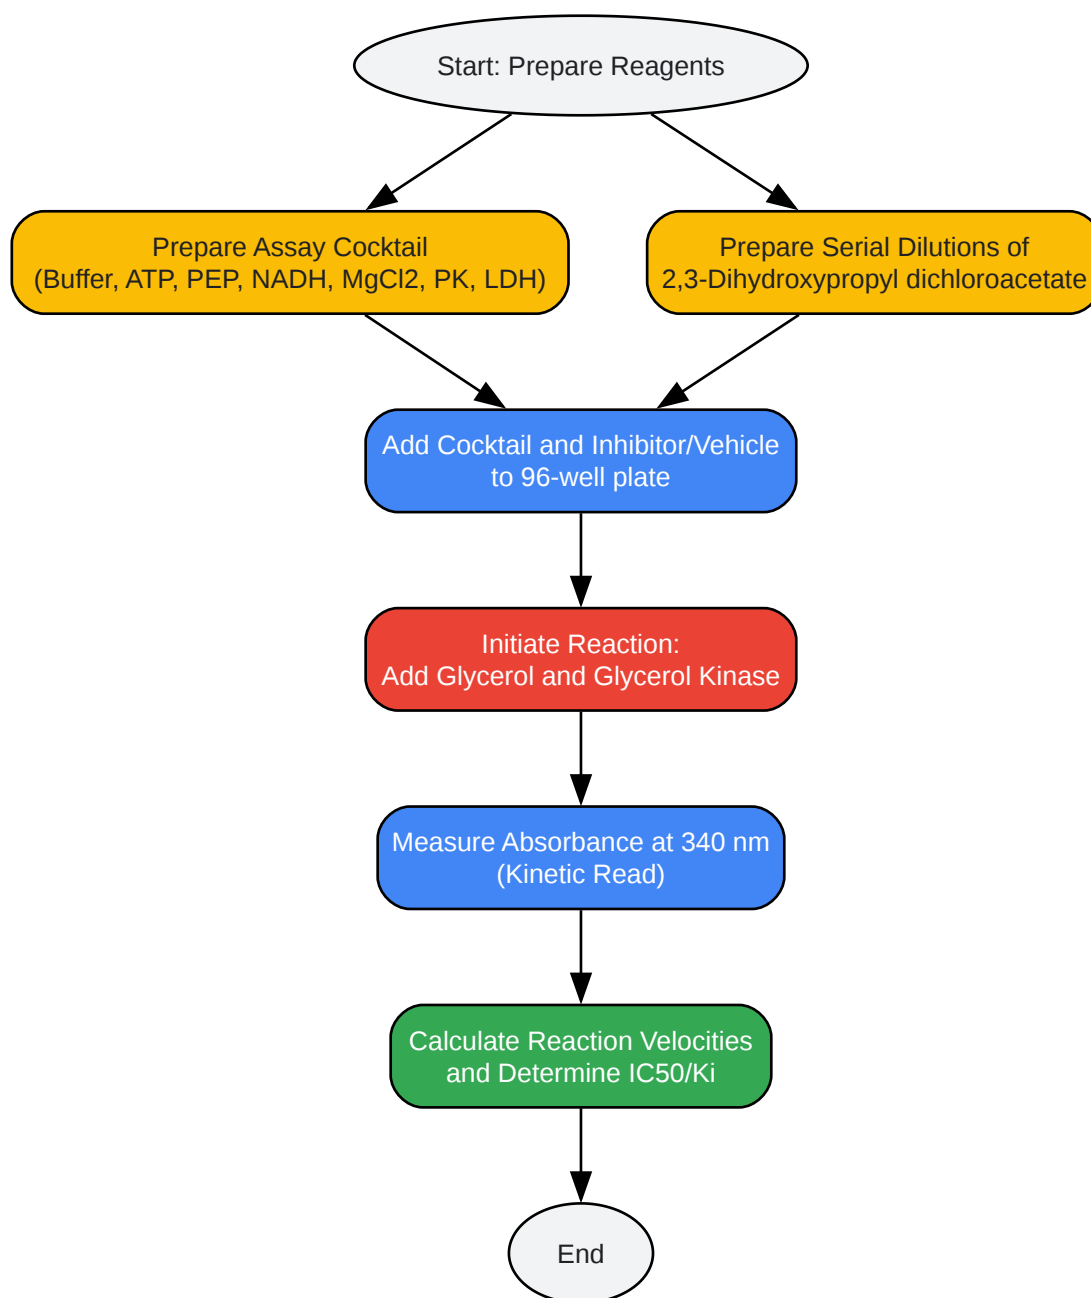 Start: Prepare Reagents
Prepare Assay Cocktail
(Buffer, ATP, PEP, NADH, MgCl2, PK, LDH)
Prepare Serial Dilutions of
2,3-Dihydroxypropyl dichloroacetate
Add Cocktail and Inhibitor/Vehicle
to 96-well plate
Initiate Reaction:
Add Glycerol and Glycerol Kinase
Measure Absorbance at 340 nm
(Kinetic Read)
Calculate Reaction Velocities
and Determine IC50/Ki
End